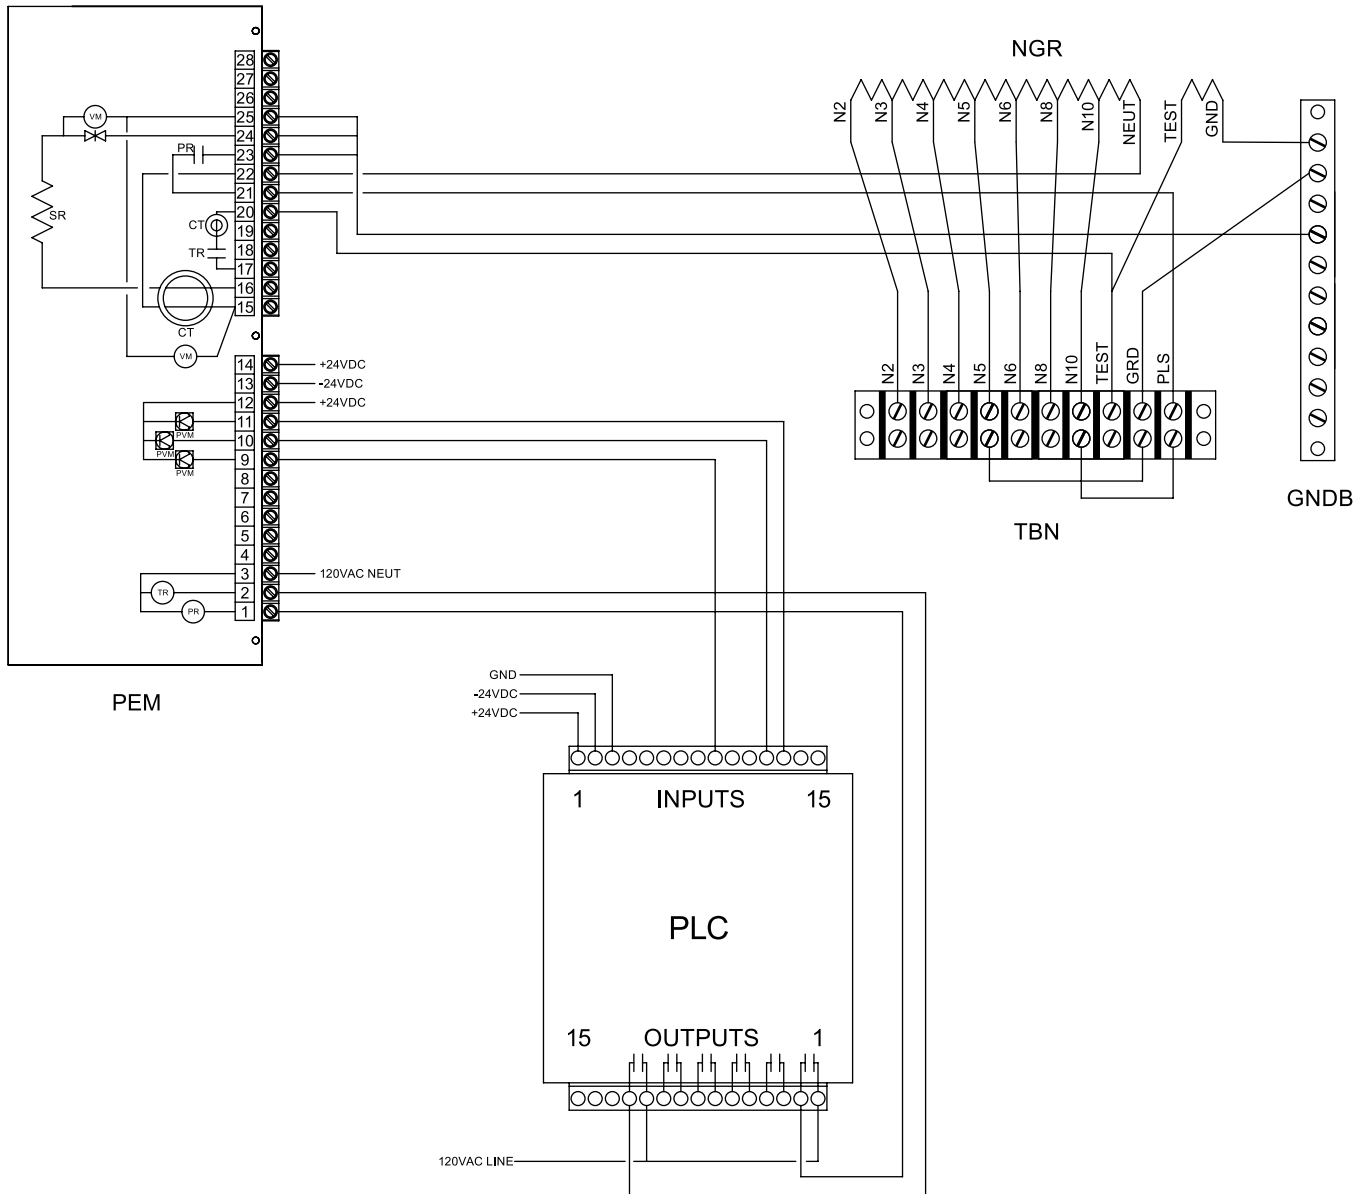 NGR
N2
N3
N4
N5
N6
N8
N10
NEUT
TEST
GND
28
27
26
25
24
23
22
21
20
19
18
17
16
15
VM
PR
SR
CT
TR
CT
VM
14
13
12
11
10
9
8
7
6
5
4
3
2
1
+24VDC
-24VDC
+24VDC
PVM
PVM
PVM
120VAC NEUT
TR
PR
PEM
N2
N3
N4
N5
N6
N8
N10
TEST
GRD
PLS
TBN
GNDB
GND
-24VDC
+24VDC
1 INPUTS 15
PLC
15 OUTPUTS 1
120VAC LINE